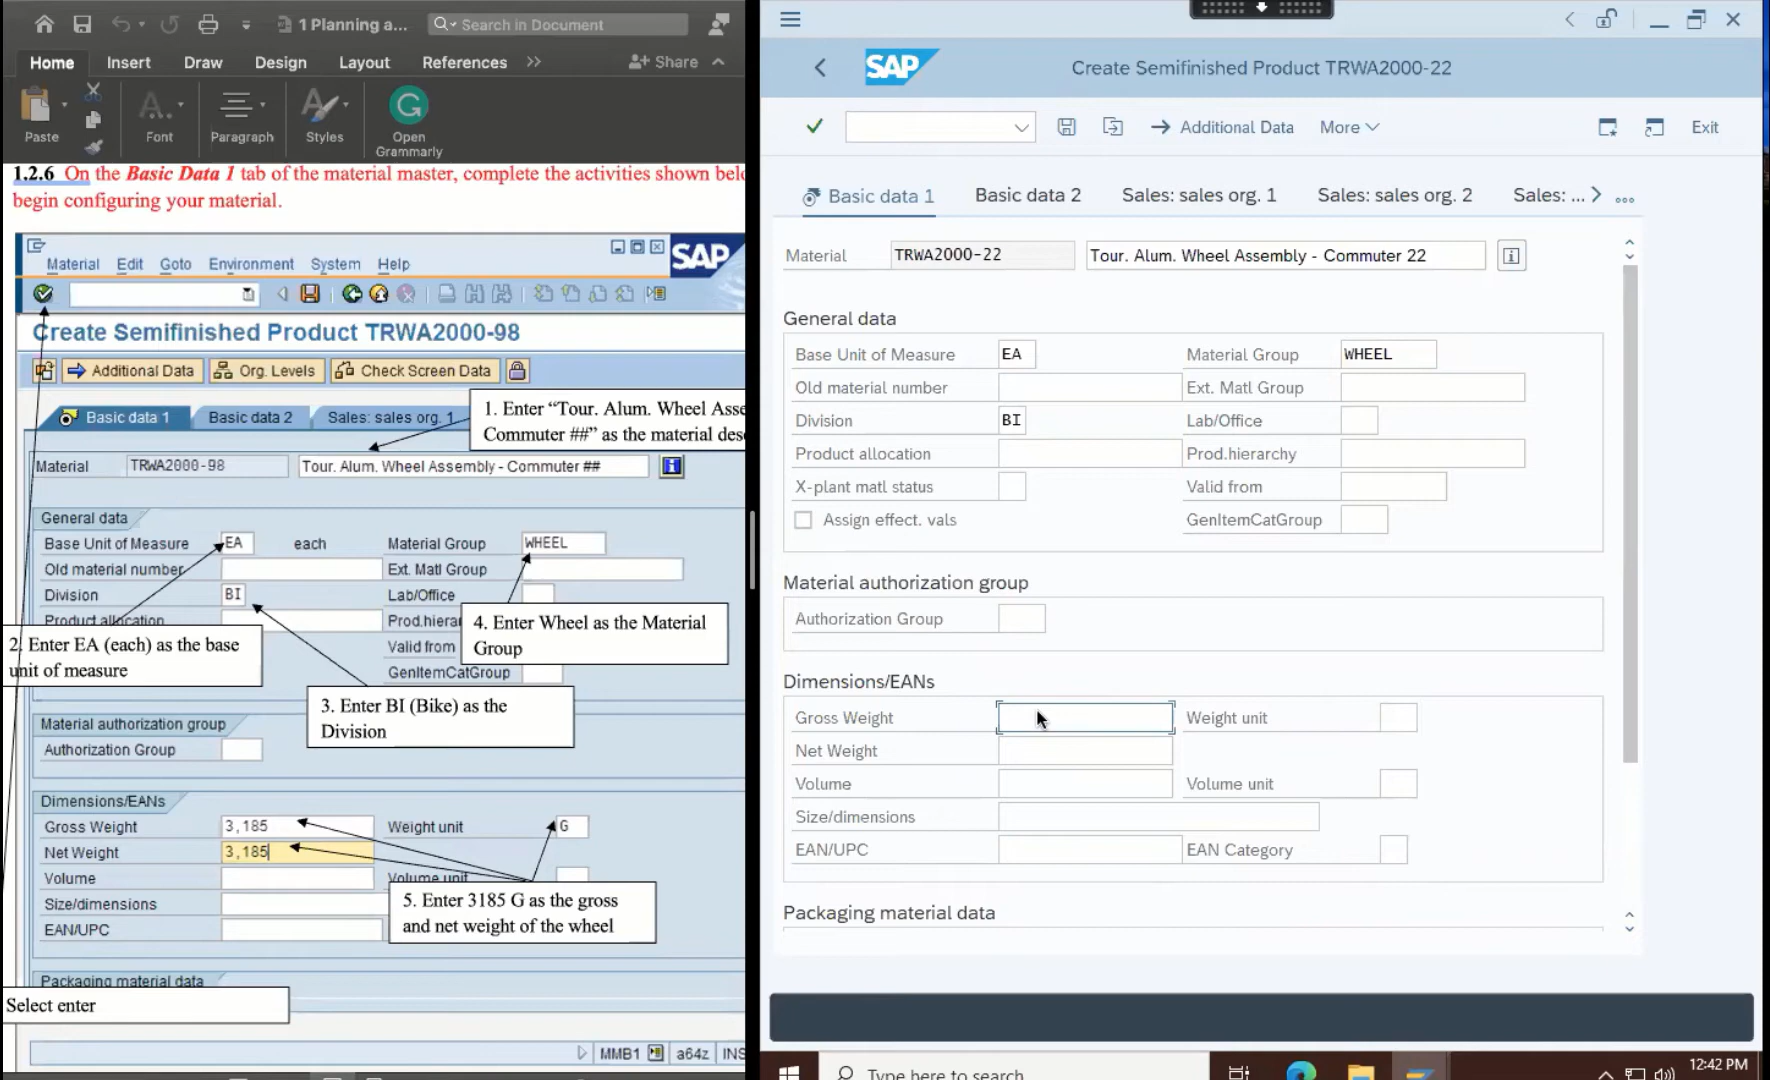 1 Planning a...
Search in Document
Home
Insert
Draw
Design
Layout
References
Share
Paste
Font
Paragraph
Styles
Open
Grammarly
1.2.6 On the Basic Data 1 tab of the material master, complete the activities shown
begin configuring your material.
Material
Edit
Goto
Environment
System
Help
SAP
Create Semifinished Product TRWA2000-98
Additional Data
Org. Levels
Check Screen Data
Basic data 1
Basic data 2
Sales: sales org. 1
1. Enter “Tour. Alum. Wheel Asse
Commuter ##” as the material des
Material
TRWA2000-98
Tour. Alum. Wheel Assembly - Commuter ##
General data
Base Unit of Measure
EA
each
Material Group
WHEEL
Old material number
Ext. Matl Group
Division
BI
Lab/Office
Product allocation
Prod.hierar
Valid from
GenItemCatGroup
2. Enter EA (each) as the base
unit of measure
4. Enter Wheel as the Material
Group
3. Enter BI (Bike) as the
Division
Material authorization group
Authorization Group
Dimensions/EANs
Gross Weight
3,185
Weight unit
G
Net Weight
3,185
Volume
Volume unit
Size/dimensions
EAN/UPC
5. Enter 3185 G as the gross
and net weight of the wheel
Packaging material data
Select enter
MMB1
a64z
INS
SAP
Create Semifinished Product TRWA2000-22
Additional Data
More
Exit
Basic data 1
Basic data 2
Sales: sales org. 1
Sales: sales org. 2
Sales: ...
Material
TRWA2000-22
Tour. Alum. Wheel Assembly - Commuter 22
General data
Base Unit of Measure
EA
Material Group
WHEEL
Old material number
Ext. Matl Group
Division
BI
Lab/Office
Product allocation
Prod.hierarchy
X-plant matl status
Valid from
Assign effect. vals
GenItemCatGroup
Material authorization group
Authorization Group
Dimensions/EANs
Gross Weight
Weight unit
Net Weight
Volume
Volume unit
Size/dimensions
EAN/UPC
EAN Category
Packaging material data
Type here to search
12:42 PM